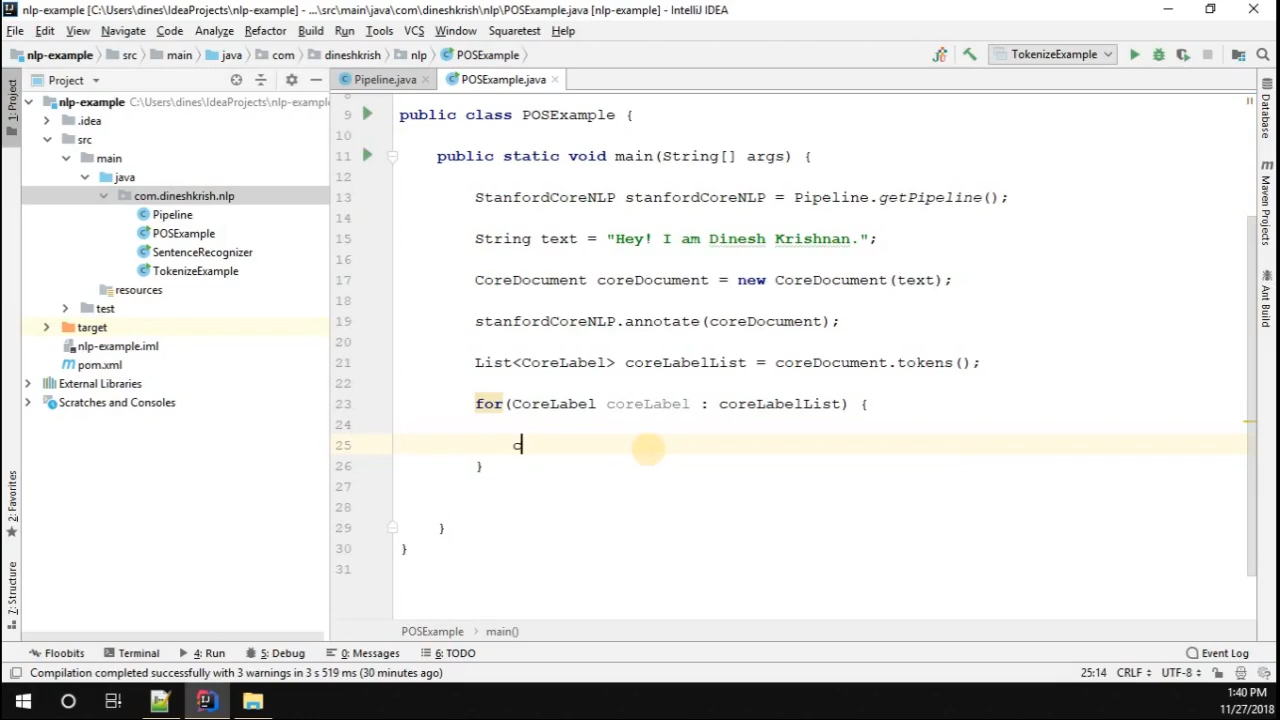 nlp-example [C:\Users\dines\IdeaProjects\nlp-example] - ...\src\main\java\com\dineshkrish\nlp\POSExample.java [nlp-example] - IntelliJ IDEA
File Edit View Navigate Code Analyze Refactor Build Run Tools VCS Window Squaretest Help
nlp-example src main java com dineshkrish nlp POSExample TokenizeExample
Project Pipeline.java POSExample.java
1: Project
nlp-example C:\Users\dines\IdeaProjects\nlp-example
.idea
src
main
java
com.dineshkrish.nlp
Pipeline
POSExample
SentenceRecognizer
TokenizeExample
resources
test
target
nlp-example.iml
pom.xml
External Libraries
Scratches and Consoles
2: Favorites
7: Structure
9 public class POSExample {
10
11 public static void main(String[] args) {
12
13 StanfordCoreNLP stanfordCoreNLP = Pipeline.getPipeline();
14
15 String text = "Hey! I am Dinesh Krishnan.";
16
17 CoreDocument coreDocument = new CoreDocument(text);
18
19 stanfordCoreNLP.annotate(coreDocument);
20
21 List<CoreLabel> coreLabelList = coreDocument.tokens();
22
23 for(CoreLabel coreLabel : coreLabelList) {
24
25 c
26 }
27
28
29 }
30 }
31
Database
Maven Projects
Ant Build
POSExample main()
Floobits Terminal 4: Run 5: Debug 0: Messages 6: TODO Event Log
Compilation completed successfully with 3 warnings in 3 s 519 ms (30 minutes ago) 25:14 CRLF UTF-8
1:40 PM
11/27/2018